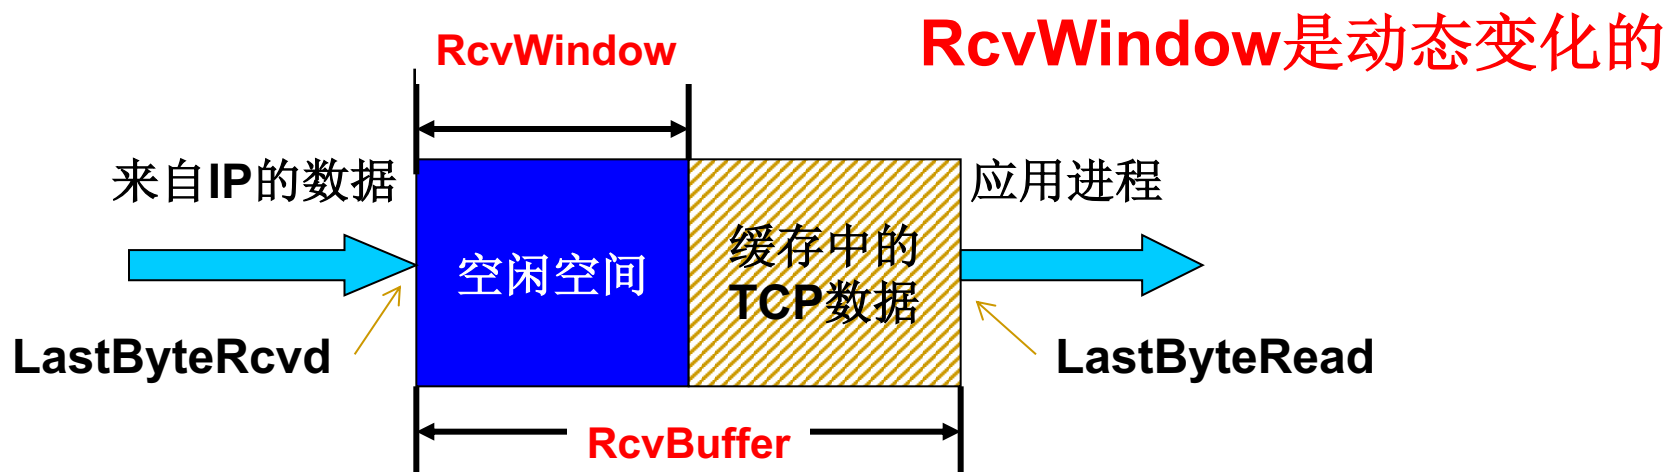 RcvWindow是动态变化的
RcvWindow
来自IP的数据
应用进程
空闲空间
缓存中的
TCP数据
LastByteRcvd
LastByteRead
RcvBuffer